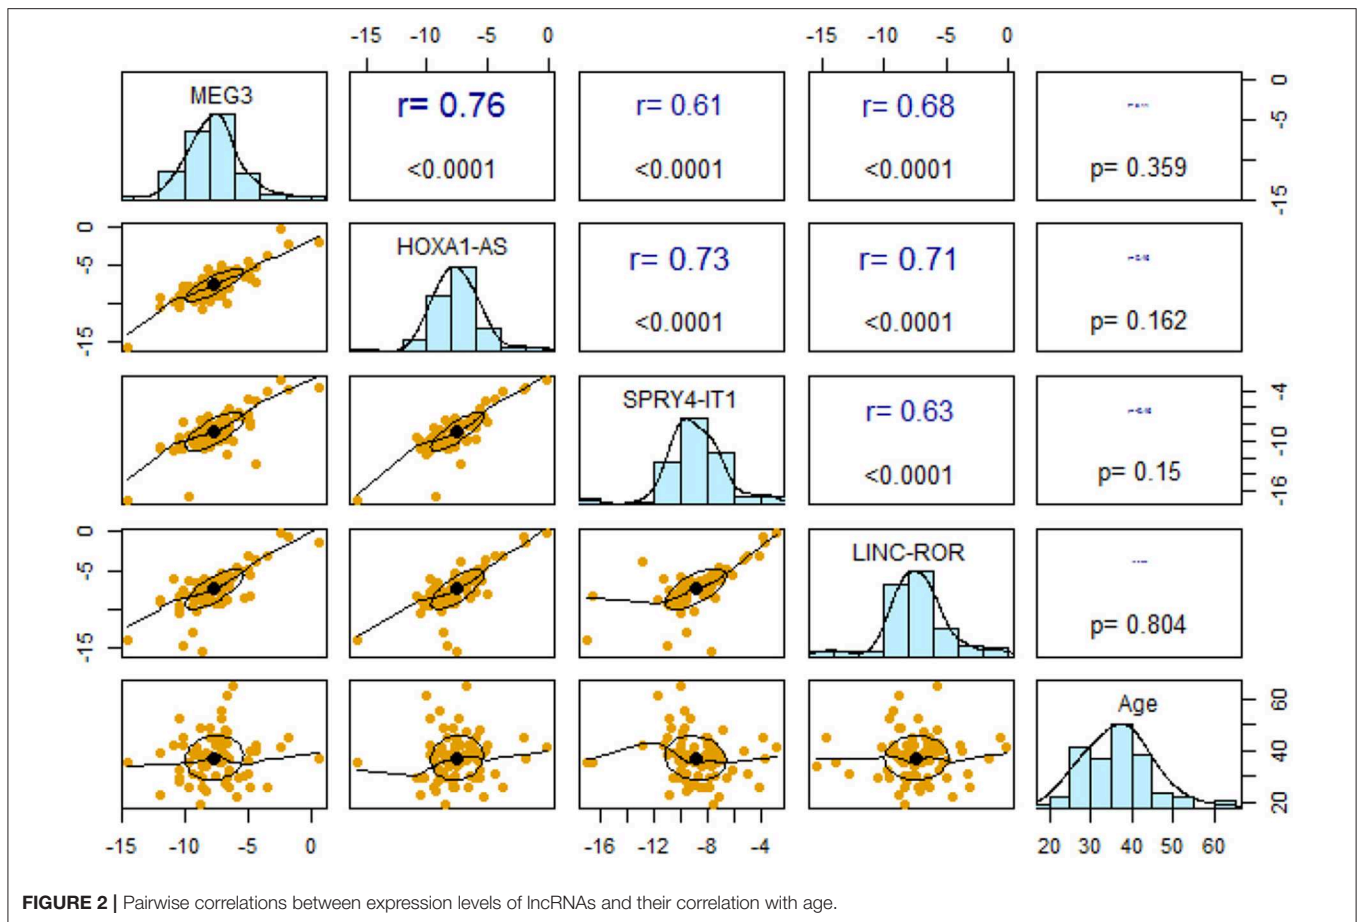 -15 -10 -5 0 -15 -10 -5 0
MEG3 r= 0.76 r= 0.61 r= 0.68 0
<0.0001 <0.0001 <0.0001 p= 0.359 -5
-15
0 HOXA1-AS r= 0.73 r= 0.71
-5 <0.0001 <0.0001 p= 0.162
-15
SPRY4-IT1 r= 0.63 -4
<0.0001 p= 0.15 -10
-16
0 LINC-ROR
-5 p= 0.804
-15
Age 60
40
20
-15 -10 -5 0 -16 -12 -8 -4 20 30 40 50 60
FIGURE 2 | Pairwise correlations between expression levels of lncRNAs and their correlation with age.